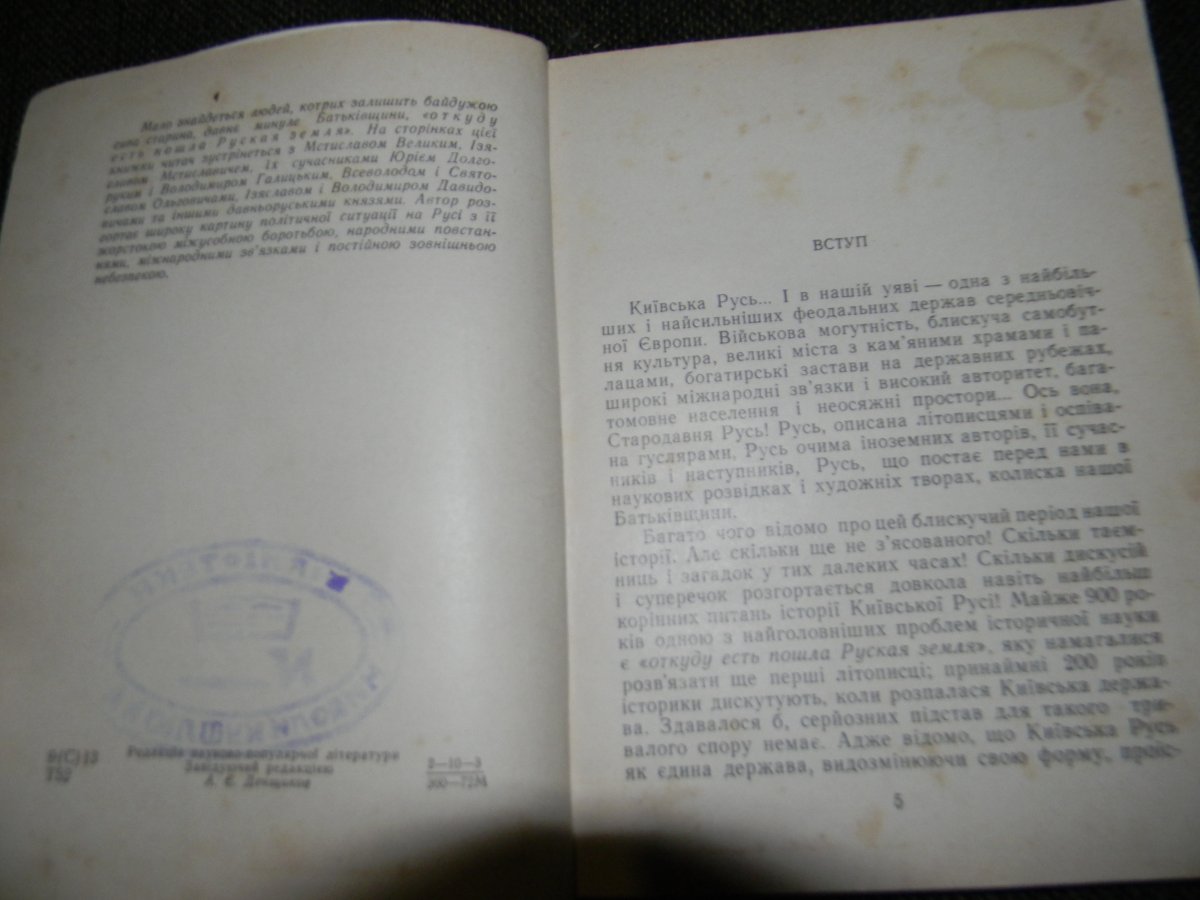 Мало знайдеться людей, котрих залишить байдужою
сива старина, давнє минуле Батьківщини, «откуду
есть пошла Руская земля». На сторінках цієї
книжки читач зустрінеться з Мстиславом Великим, Ізя-
славом Мстиславичем, їх сучасниками Юрієм Долго-
руким і Володимиром Галицьким, Всеволодом і Свято-
славом Ольговичами, Ізяславом і Володимиром Давидо-
вичами та іншими давньоруськими князями. Автор роз-
гортає широку картину політичної ситуації на Русі з її
жорстокою міжусобною боротьбою, народними повстан-
нями, міжнародними зв'язками і постійною зовнішньою
небезпекою.
9(С)13
Т52
Редакція науково-популярної літератури
Завідуючий редакцією
А. Є. Денщиков
2—10—3
300—72М
ВСТУП
Київська Русь... І в нашій уяві — одна з найбіль-
ших і найсильніших феодальних держав середньовіч-
ної Європи. Військова могутність, блискуча самобут-
ня культура, великі міста з кам'яними храмами і па-
лацами, богатирські застави на державних рубежах,
широкі міжнародні зв'язки і високий авторитет, бага-
томовне населення і неосяжні простори... Ось вона,
Стародавня Русь! Русь, описана літописцями і оспіва-
на гуслярами, Русь очима іноземних авторів, її сучас-
ників і наступників, Русь, що постає перед нами в
наукових розвідках і художніх творах, колиска нашої
Батьківщини.
Багато чого відомо про цей блискучий період нашої
історії. Але скільки ще не з'ясованого! Скільки таєм-
ниць і загадок у тих далеких часах! Скільки дискусій
і суперечок розгортається довкола навіть найбільш
корінних питань історії Київської Русі! Майже 900 ро-
ків одною з найголовніших проблем історичної науки
є «откуду есть пошла Руская земля», яку намагалися
розв'язати ще перші літописці; принаймні 200 років
історики дискутують, коли розпалася Київська держа-
ва. Здавалося б, серйозних підстав для такого три-
валого спору немає. Адже відомо, що Київська Русь
як єдина держава, видозмінюючи свою форму, проіс-
5